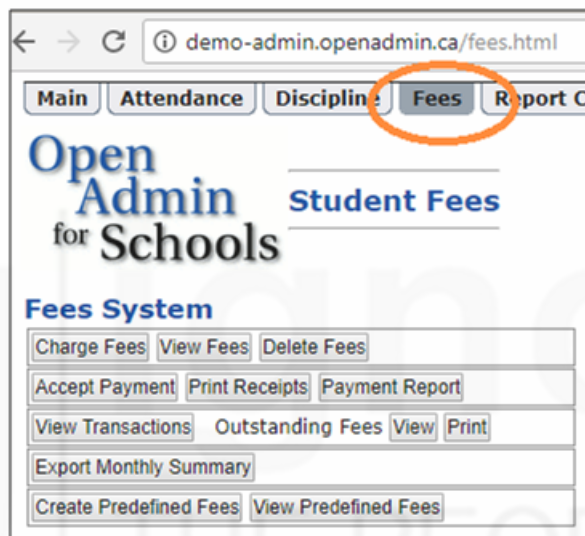 demo-admin.openadmin.ca/fees.html
Main Attendance Discipline Fees Report
Open
Admin
for Schools
Student Fees
Fees System
Charge Fees View Fees Delete Fees
Accept Payment Print Receipts Payment Report
View Transactions Outstanding Fees View Print
Export Monthly Summary
Create Predefined Fees View Predefined Fees